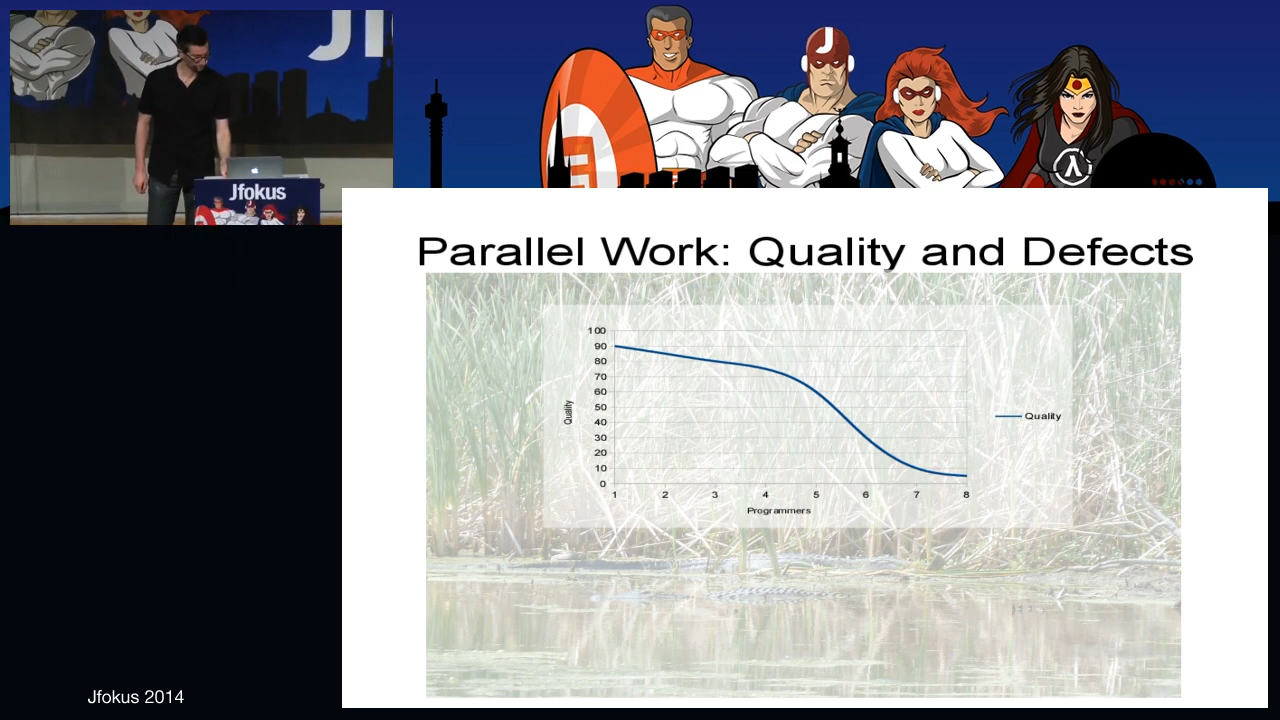 JF
Jfokus
J
λ
Parallel Work: Quality and Defects
100
90
80
70
60
50
40
30
20
10
0
Quality
1 2 3 4 5 6 7 8
Programmers
Quality
Jfokus 2014